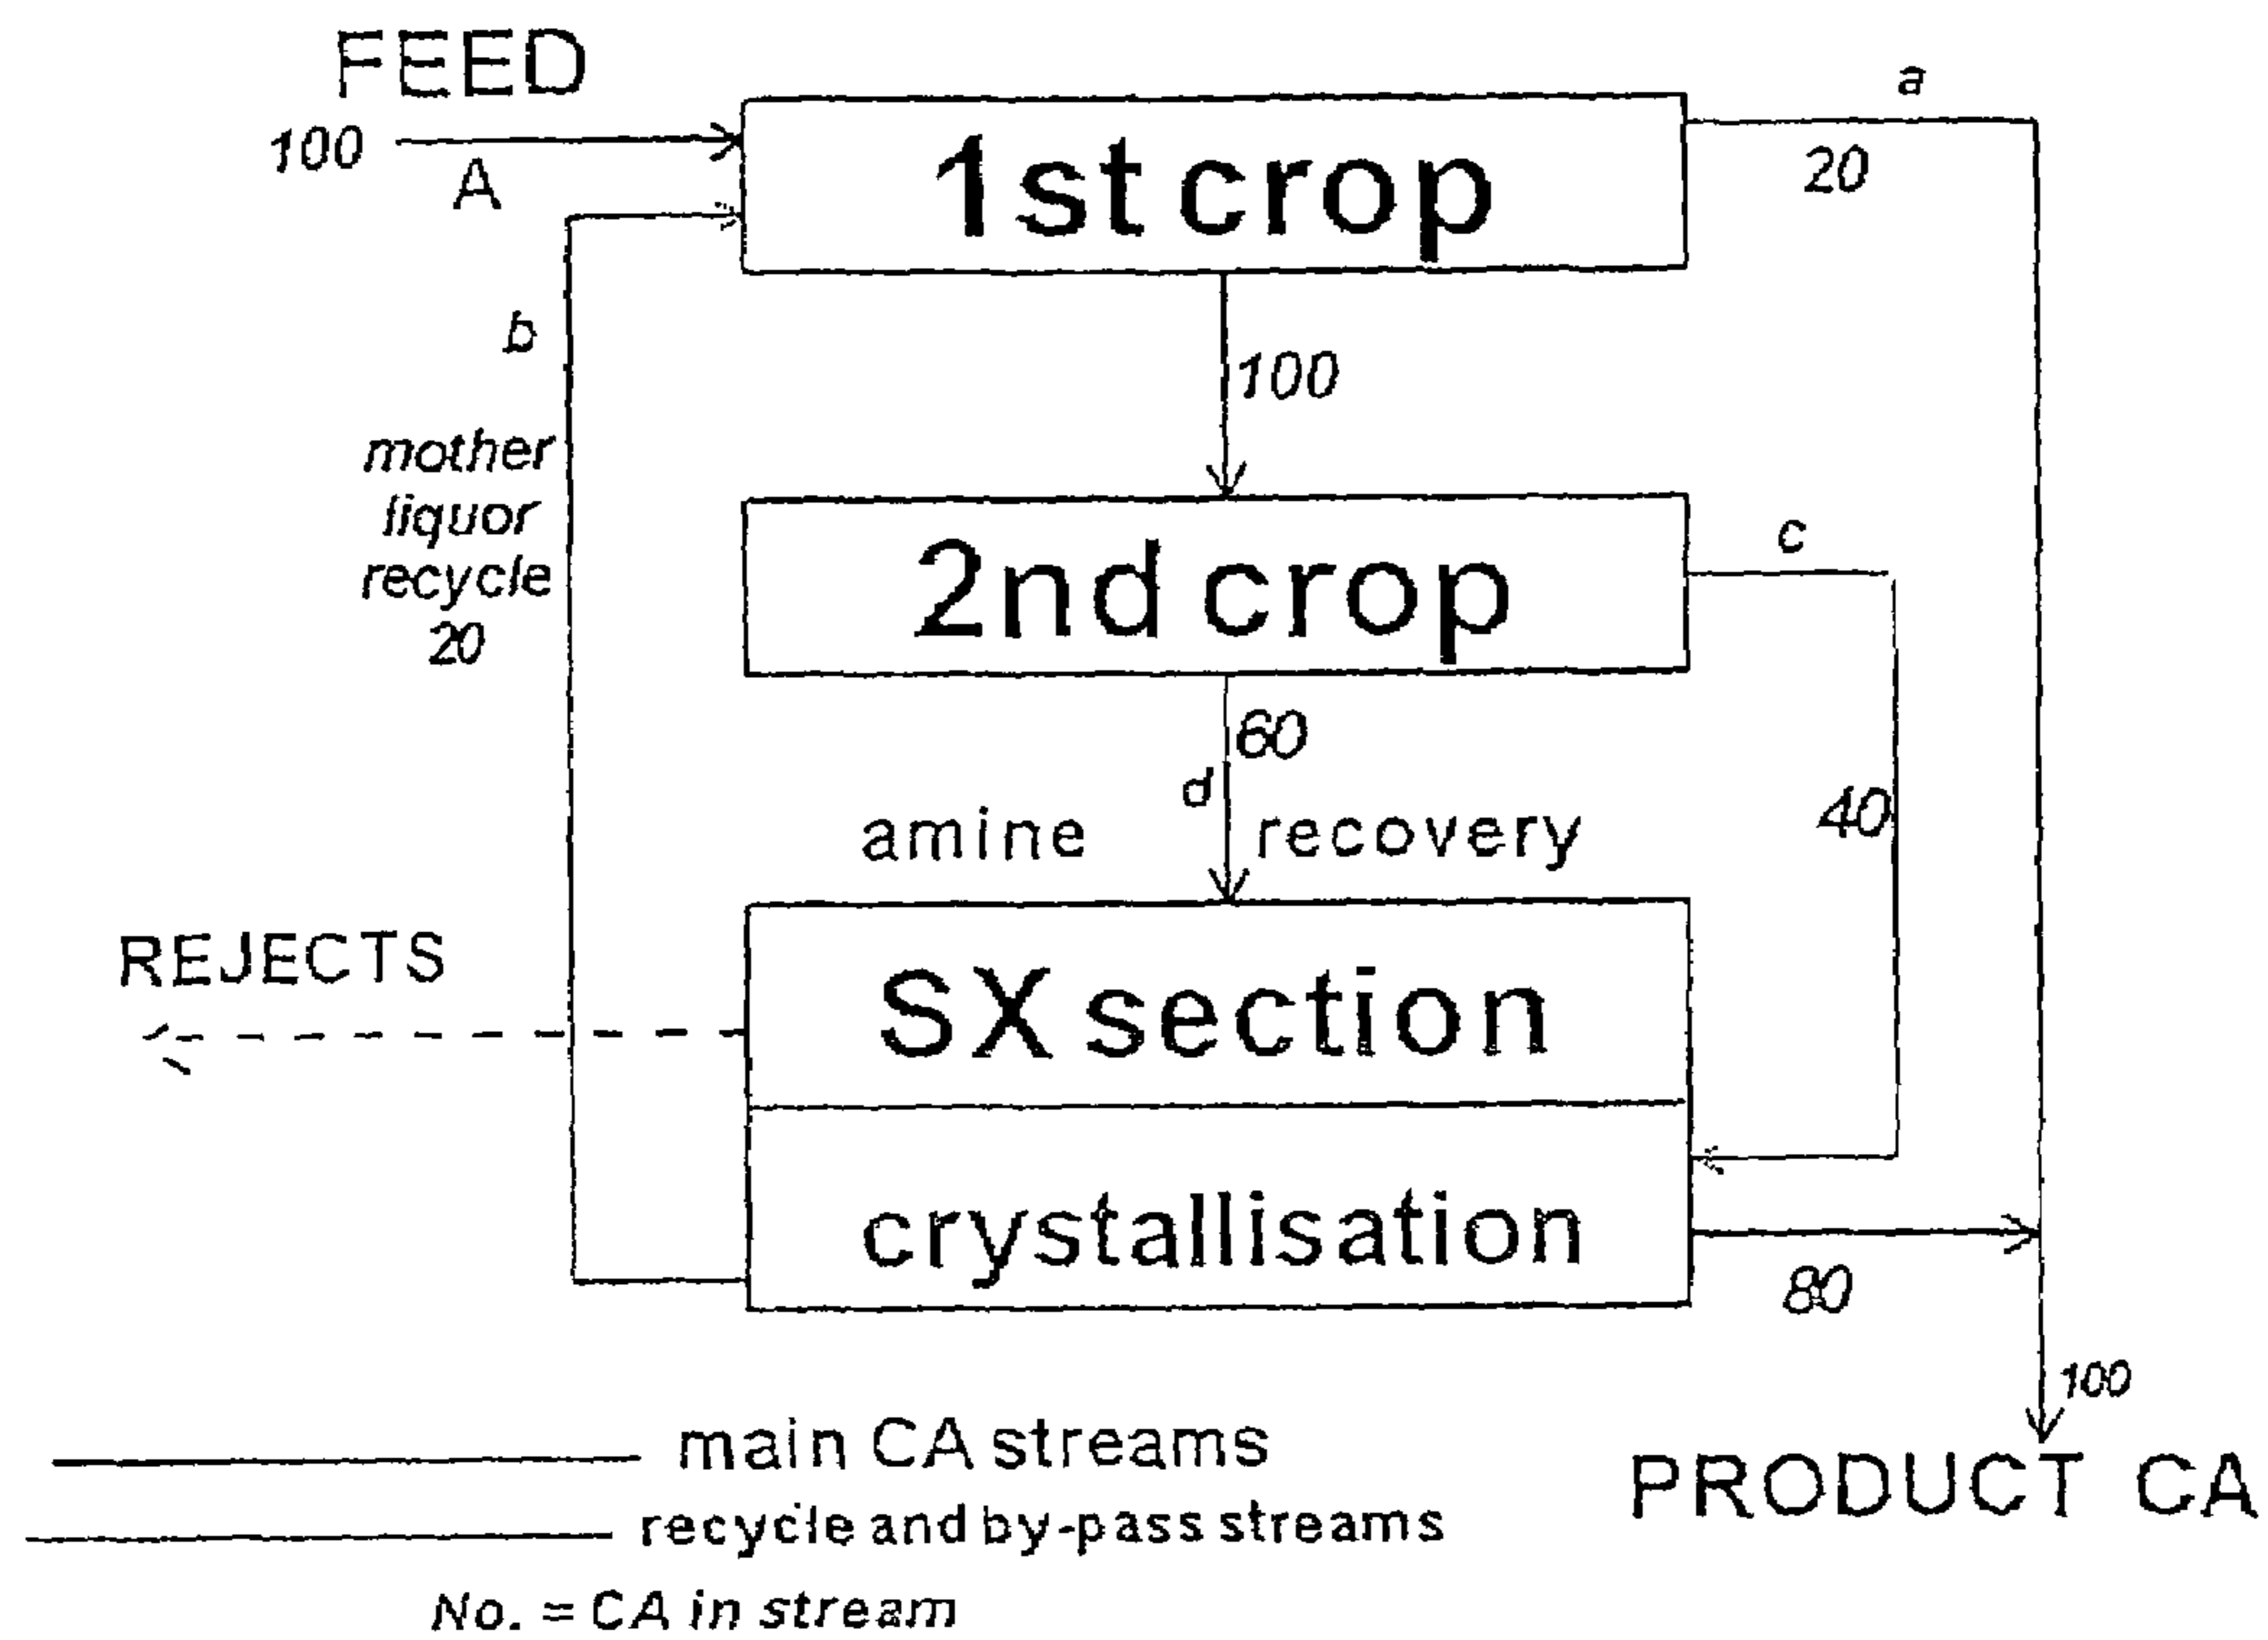 FEED
a
100
A
1st crop
20
b
100
mother
liquor
recycle
20
2nd crop
c
60
d
amine recovery
40
REJECTS
SX section
crystallisation
80
100
main CA streams
PRODUCT CA
recycle and by-pass streams
No. = CA in stream